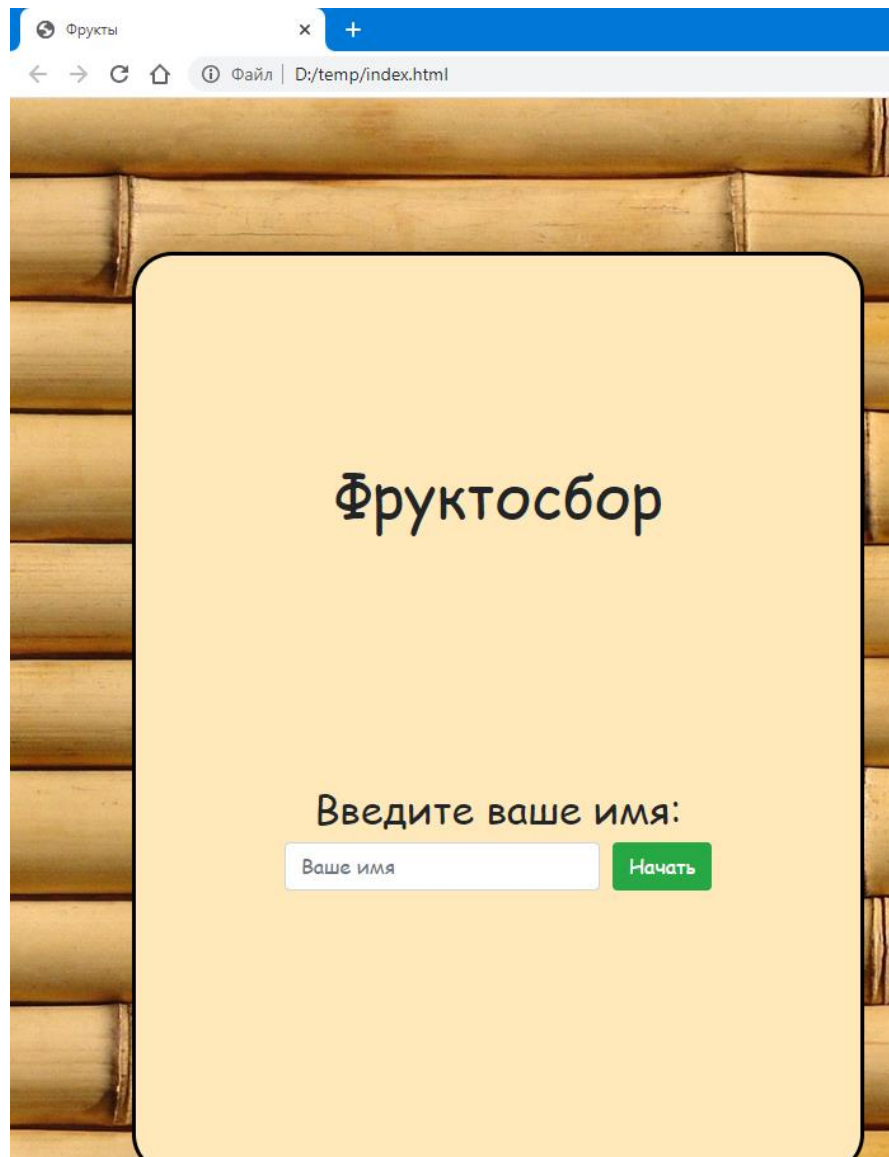 Фрукты
Файл D:/temp/index.html
Фруктосбор
Введите ваше имя:
Ваше имя Начать